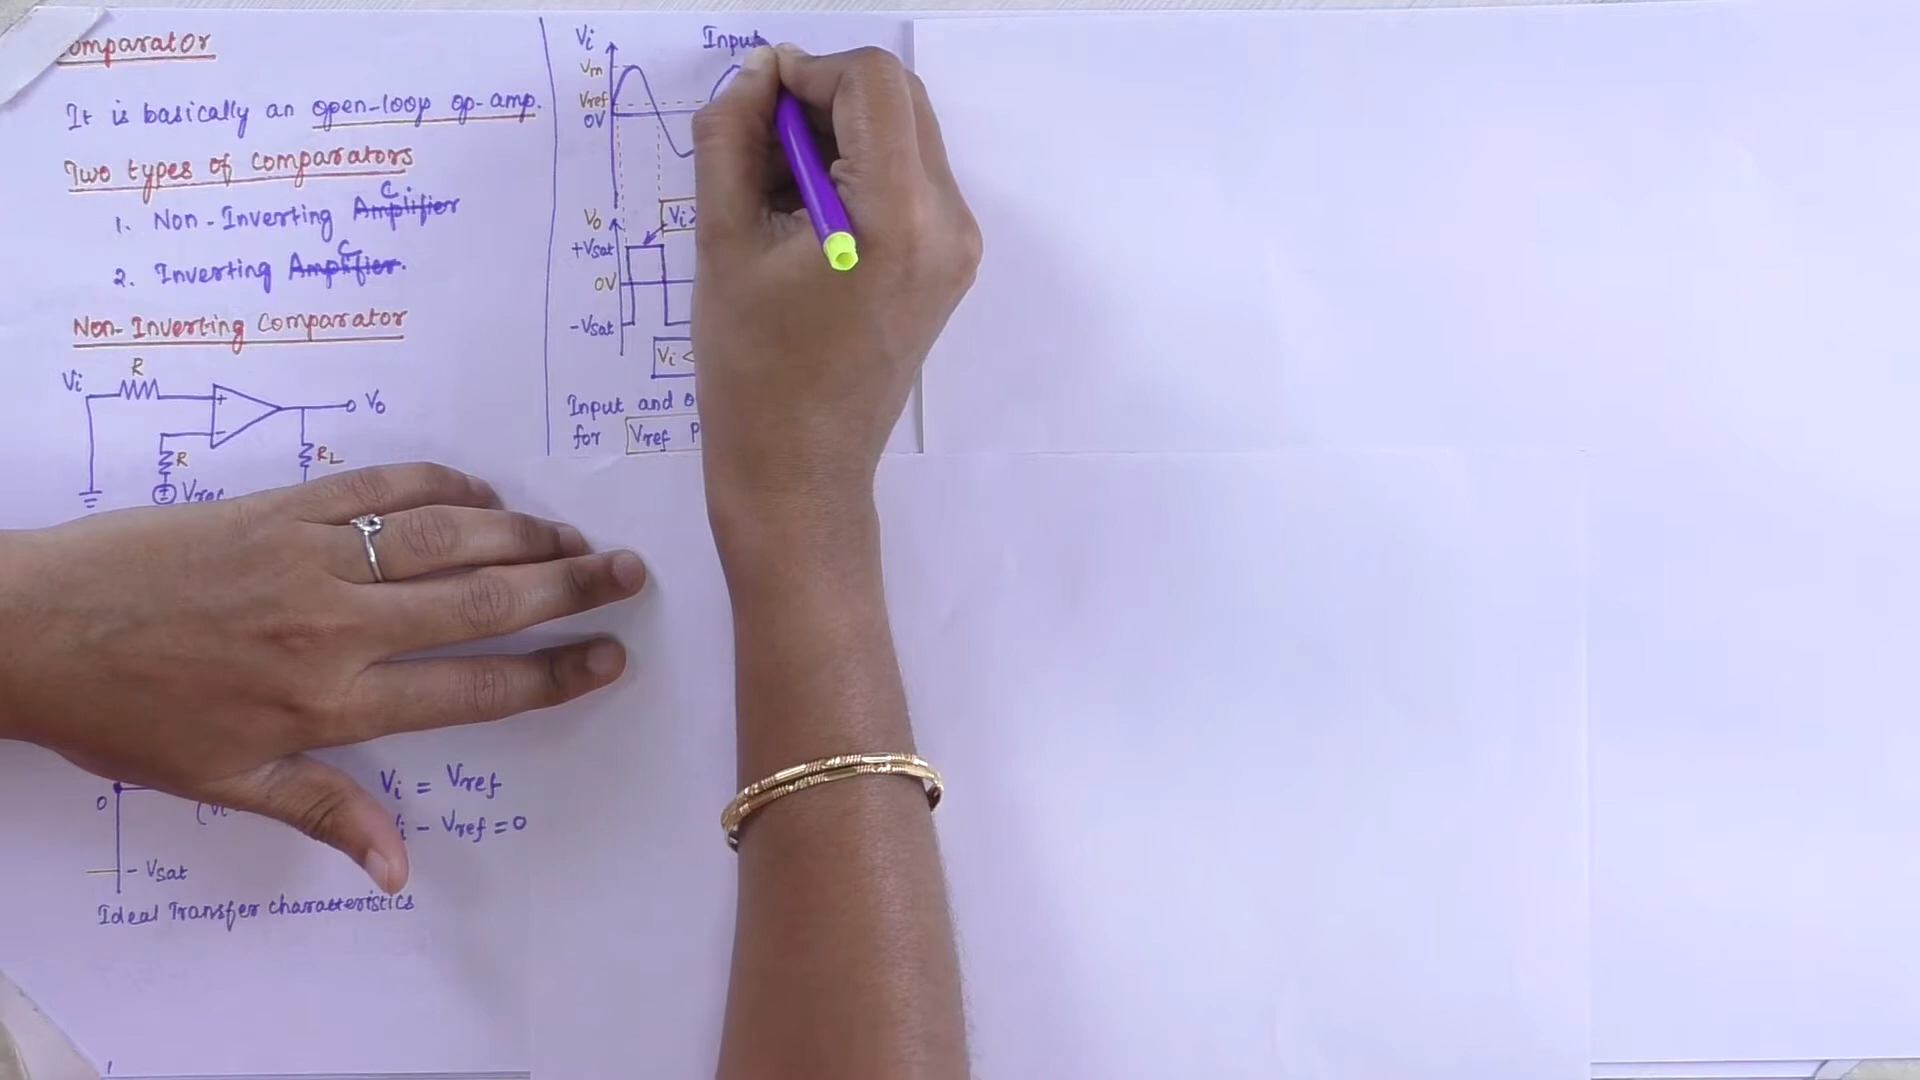 omparator
It is basically an open-loop op-amp.
Two types of comparators
C.
1. Non-Inverting Amplifier
C
2. Inverting Amplifier.
Non-Inverting Comparator
Vi
R
+
-
Vo
R
RL
Vref
0
Vi = Vref
- Vref = 0
- Vsat
Ideal Transfer characteristics
Vi
Input
Vm
Vref
0V
Vo
Vi >
+Vsat
0V
-Vsat
Vi <
Input and
for Vref